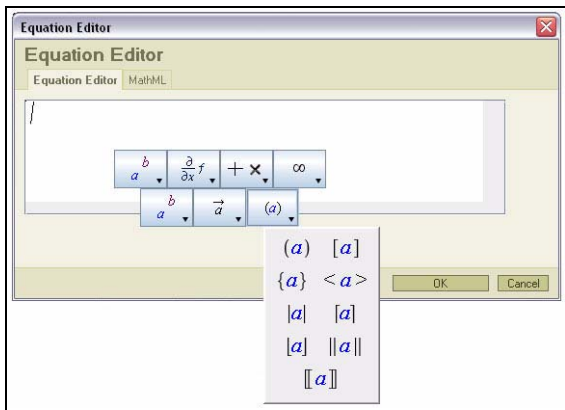 Equation Editor
Equation Editor
Equation Editor MathML
a b ∂/∂x f + × ∞
a b a⃗ (a)
(a) [a]
{a} <a>
|a| ⌈a⌉
⌊a⌋ ||a||
⟦a⟧
OK Cancel